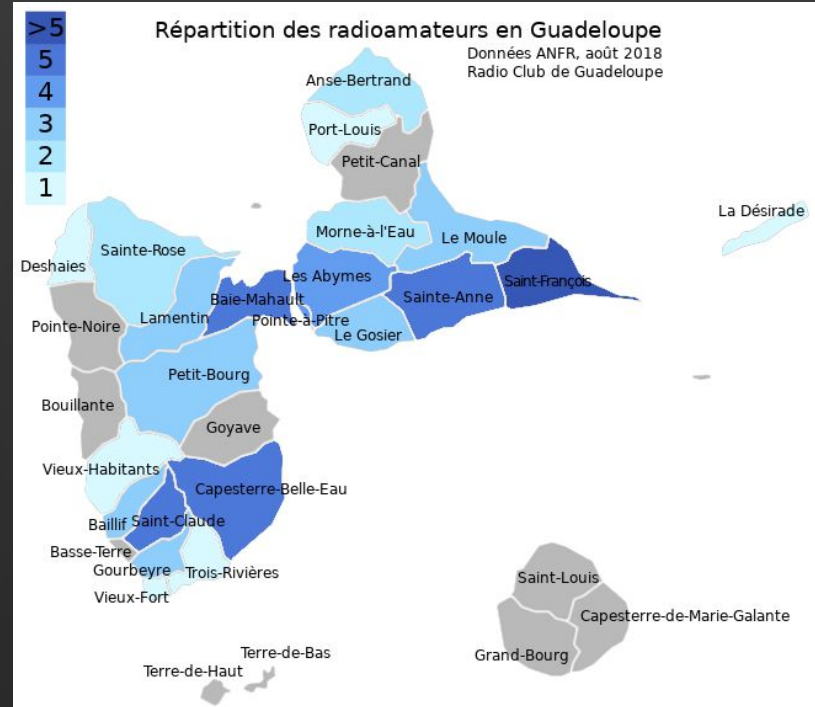 Répartition des radioamateurs en Guadeloupe
Données ANFR, août 2018
Radio Club de Guadeloupe
>5
5
4
3
2
1
Anse-Bertrand
Port-Louis
Petit-Canal
La Désirade
Morne-à-l'Eau
Le Moule
Sainte-Rose
Deshaies
Les Abymes
Saint-François
Baie-Mahault
Sainte-Anne
Lamentin
Pointe-à-Pitre
Pointe-Noire
Le Gosier
Petit-Bourg
Bouillante
Goyave
Vieux-Habitants
Capesterre-Belle-Eau
Baillif
Saint-Claude
Basse-Terre
Gourbeyre
Trois-Rivières
Vieux-Fort
Saint-Louis
Capesterre-de-Marie-Galante
Grand-Bourg
Terre-de-Bas
Terre-de-Haut